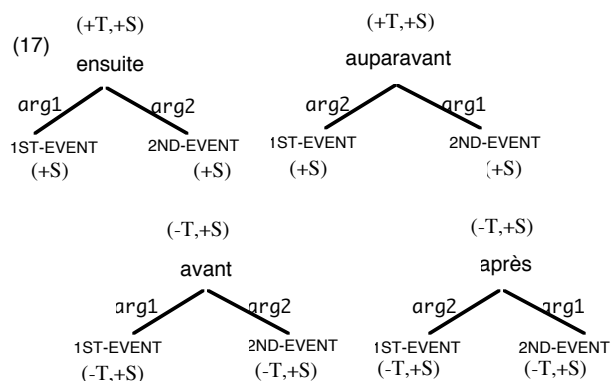 (17)
(+T,+S) (+T,+S)
ensuite auparavant
arg1 arg2 arg2 arg1
1ST-EVENT 2ND-EVENT 1ST-EVENT 2ND-EVENT
(+S) (+S) (+S) (+S)
(-T,+S) (-T,+S)
avant après
arg1 arg2 arg2 arg1
1ST-EVENT 2ND-EVENT 1ST-EVENT 2ND-EVENT
(-T,+S) (-T,+S) (-T,+S) (-T,+S)